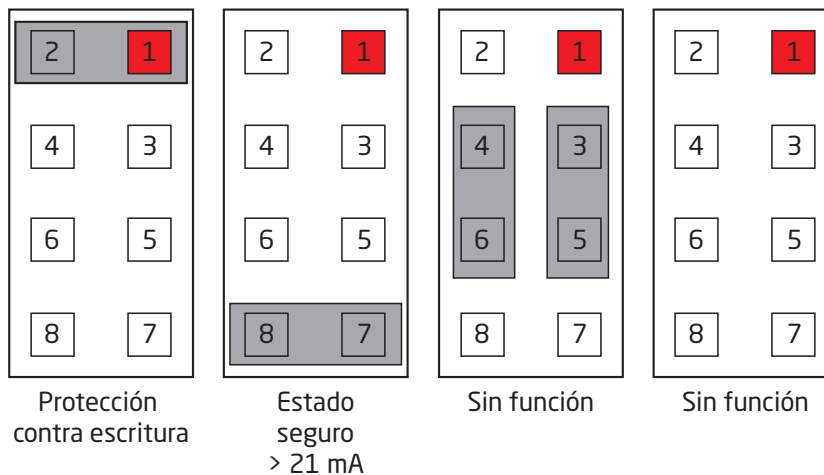 2 1 2 1 2 1 2 1
4 3 4 3 4 3 4 3
6 5 6 5 6 5 6 5
8 7 8 7 8 7 8 7
Protección
contra escritura
Estado
seguro
> 21 mA
Sin función
Sin función